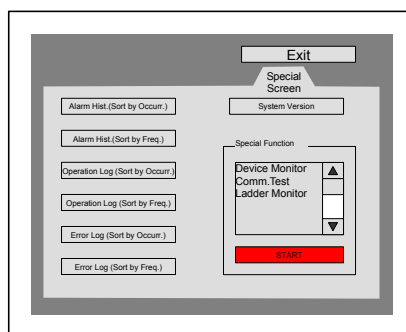 Exit
Special
Screen
Alarm Hist.(Sort by Occurr.)
System Version
Alarm Hist.(Sort by Freq.)
Special Function
Operation Log (Sort by Occurr.)
Device Monitor
Comm.Test
Ladder Monitor
Operation Log (Sort by Freq.)
Error Log (Sort by Occurr.)
START
Error Log (Sort by Freq.)